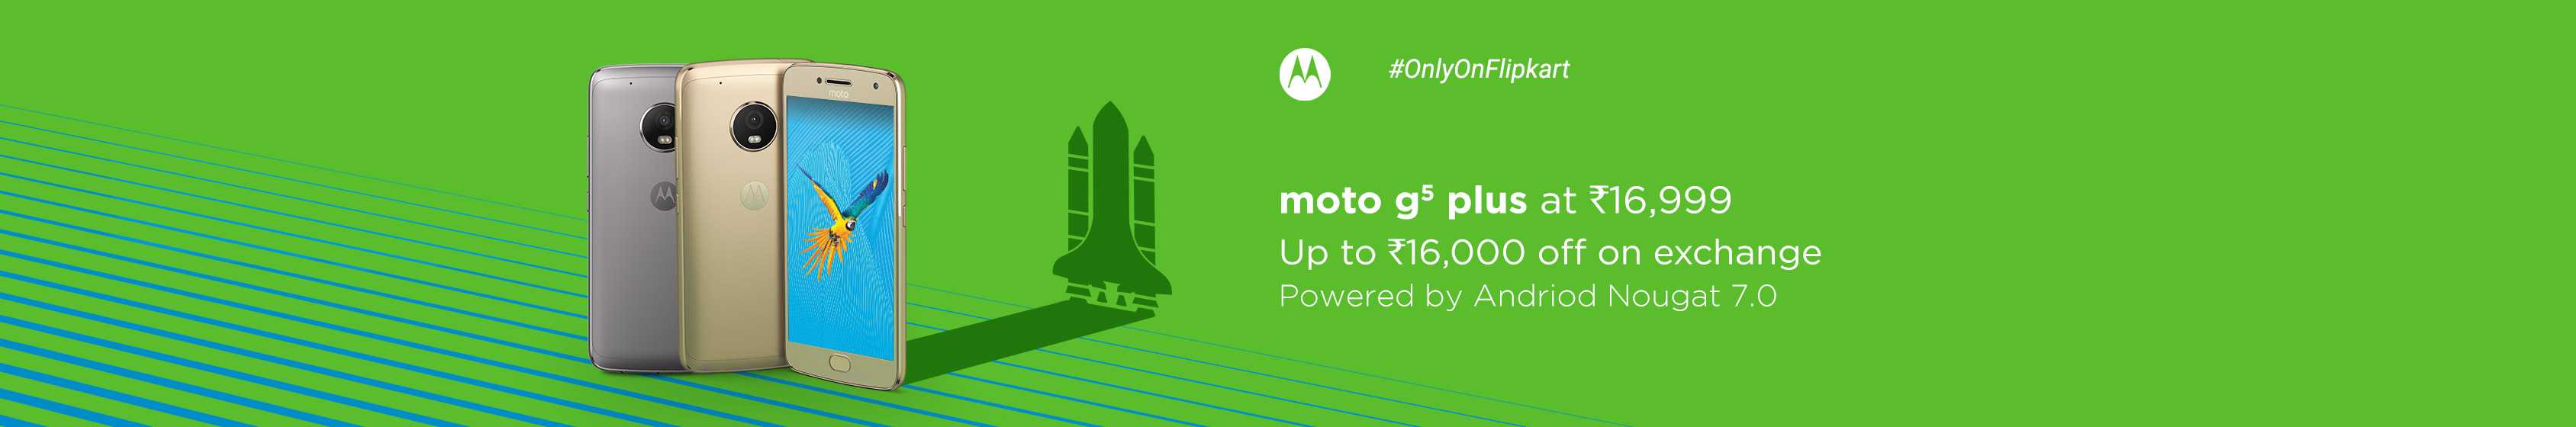 moto
#OnlyOnFlipkart
moto g⁵ plus at ₹16,999
Up to ₹16,000 off on exchange
Powered by Andriod Nougat 7.0